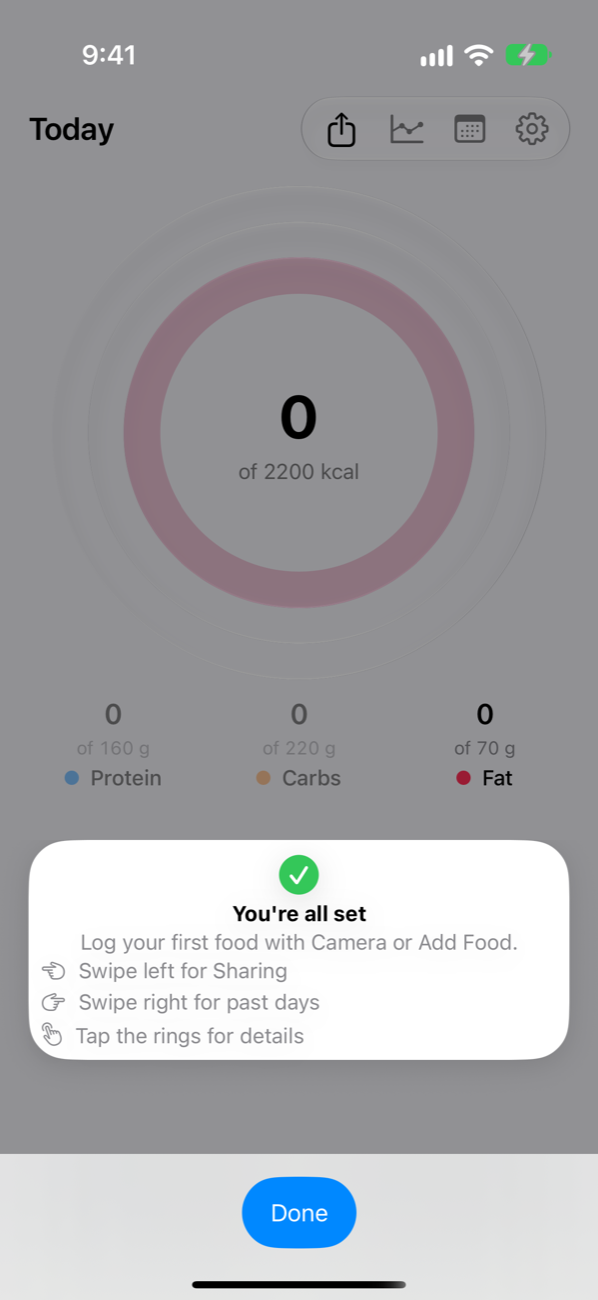 9:41
Today
0
of 2200 kcal
0
of 160 g
Protein
0
of 220 g
Carbs
0
of 70 g
Fat
You're all set
Log your first food with Camera or Add Food.
Swipe left for Sharing
Swipe right for past days
Tap the rings for details
Done